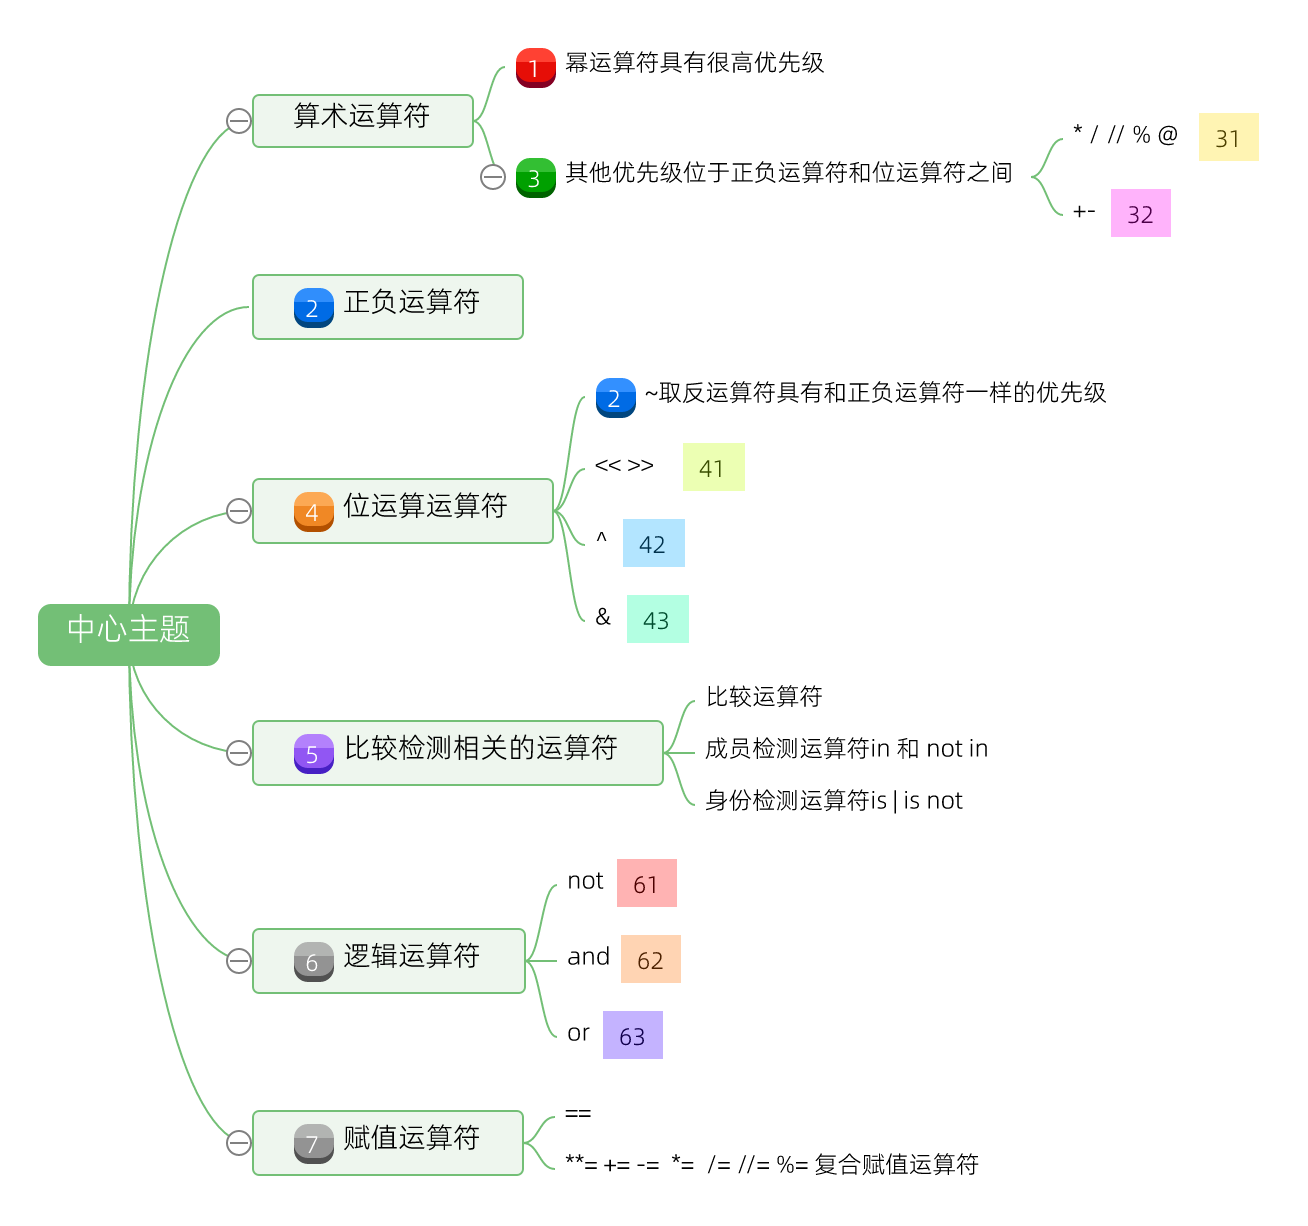 中心主题
算术运算符
1 幂运算符具有很高优先级
3 其他优先级位于正负运算符和位运算符之间
* / // % @ 31
+- 32
2 正负运算符
4 位运算运算符
2 ~取反运算符具有和正负运算符一样的优先级
<< >> 41
^ 42
& 43
5 比较检测相关的运算符
比较运算符
成员检测运算符in 和 not in
身份检测运算符is | is not
6 逻辑运算符
not 61
and 62
or 63
7 赋值运算符
==
**= += -= *= /= //= %= 复合赋值运算符